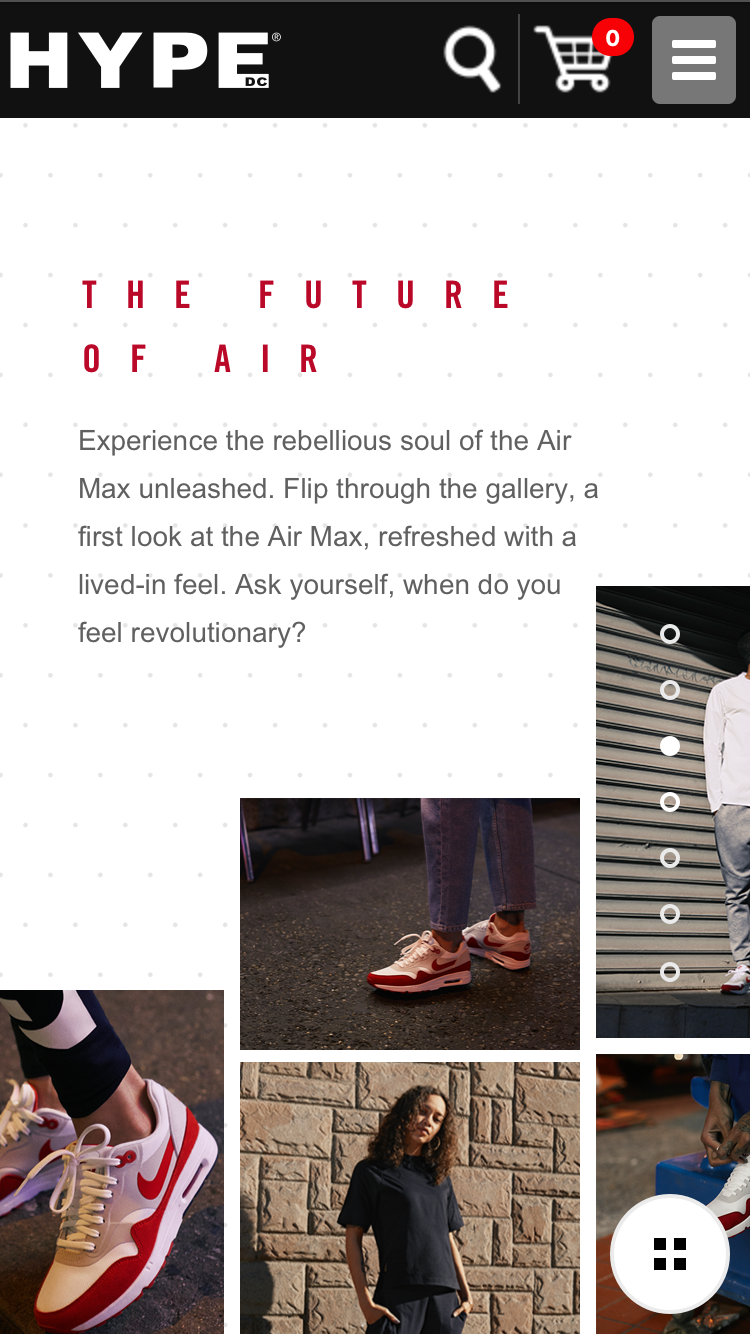 HYPE®
DC
0
THE FUTURE
OF AIR
Experience the rebellious soul of the Air
Max unleashed. Flip through the gallery, a
first look at the Air Max, refreshed with a
lived-in feel. Ask yourself, when do you
feel revolutionary?